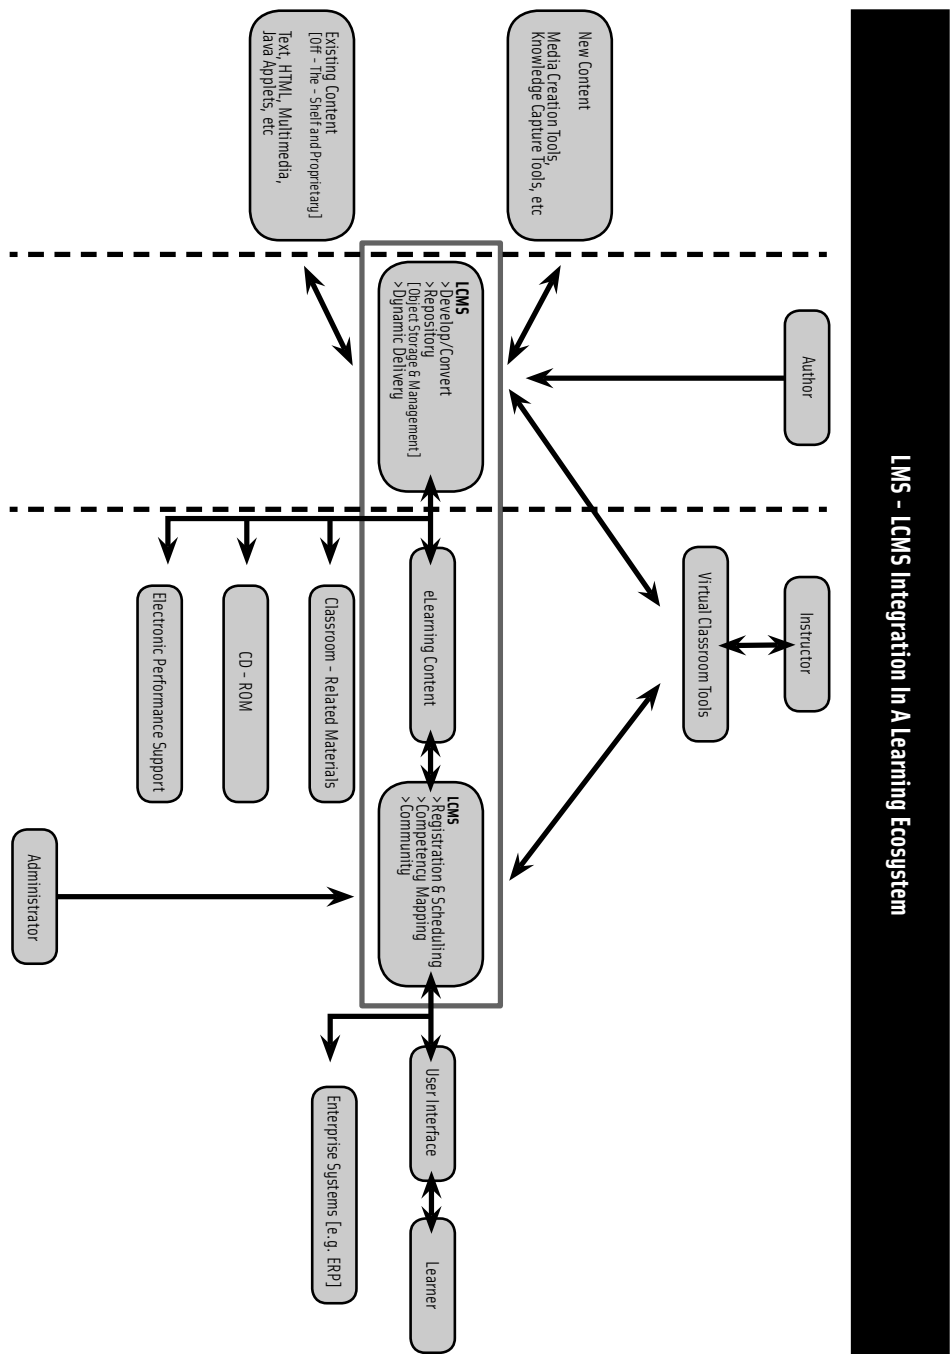 LMS - LCMS Integration In A Learning Ecosystem
Author
Instructor
Virtual Classroom Tools
New Content
Media Creation Tools,
Knowledge Capture Tools, etc
LCMS
>Develop/Convert
>Repository
[Object Storage & Management]
>Dynamic Delivery
eLearning Content
LCMS
>Registration & Scheduling
>Competency Mapping
>Community
User Interface
Learner
Existing Content
[Off - The - Shelf and Proprietary]
Text, HTML, Multimedia,
Java Applets, etc
Classroom - Related Materials
CD - ROM
Electronic Performance Support
Enterprise Systems [e.g. ERP]
Administrator